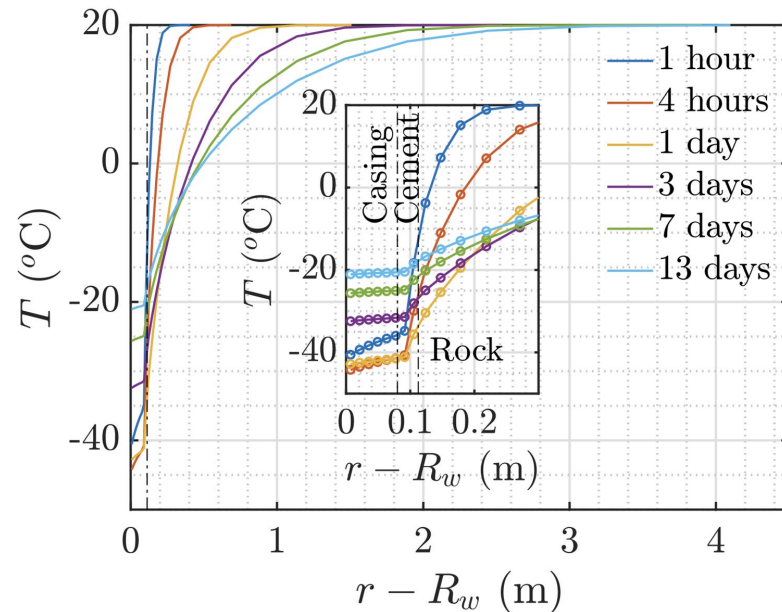 20
0
-20
-40
T (°C)
0
1
2
3
4
r − R_w (m)
1 hour
4 hours
1 day
3 days
7 days
13 days
20
0
-20
-40
T (°C)
Casing
Cement
Rock
0
0.1
0.2
r − R_w (m)